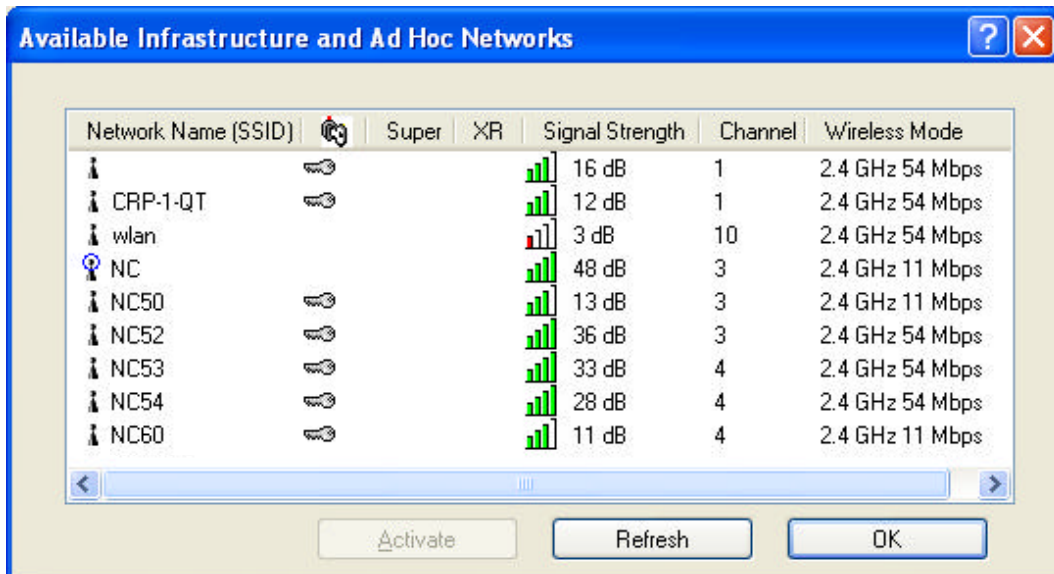 Available Infrastructure and Ad Hoc Networks
Network Name (SSID) Super XR Signal Strength Channel Wireless Mode
16 dB 1 2.4 GHz 54 Mbps
CRP-1-QT 12 dB 1 2.4 GHz 54 Mbps
wlan 3 dB 10 2.4 GHz 54 Mbps
NC 48 dB 3 2.4 GHz 11 Mbps
NC50 13 dB 3 2.4 GHz 11 Mbps
NC52 36 dB 3 2.4 GHz 54 Mbps
NC53 33 dB 4 2.4 GHz 54 Mbps
NC54 28 dB 4 2.4 GHz 54 Mbps
NC60 11 dB 4 2.4 GHz 11 Mbps
Activate Refresh OK